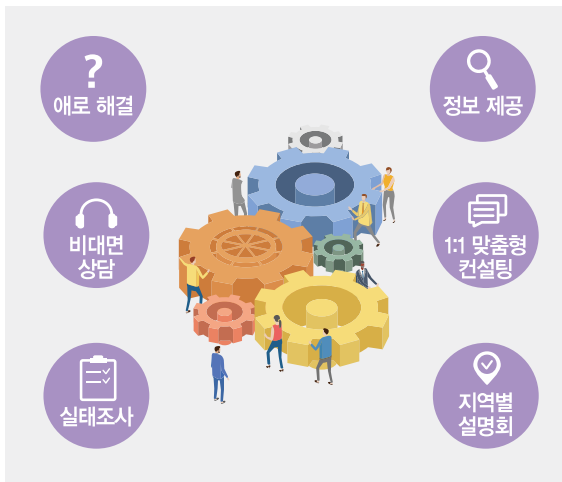 ?
애로 해결
정보 제공
비대면
상담
1:1 맞춤형
컨설팅
실태조사
지역별
설명회